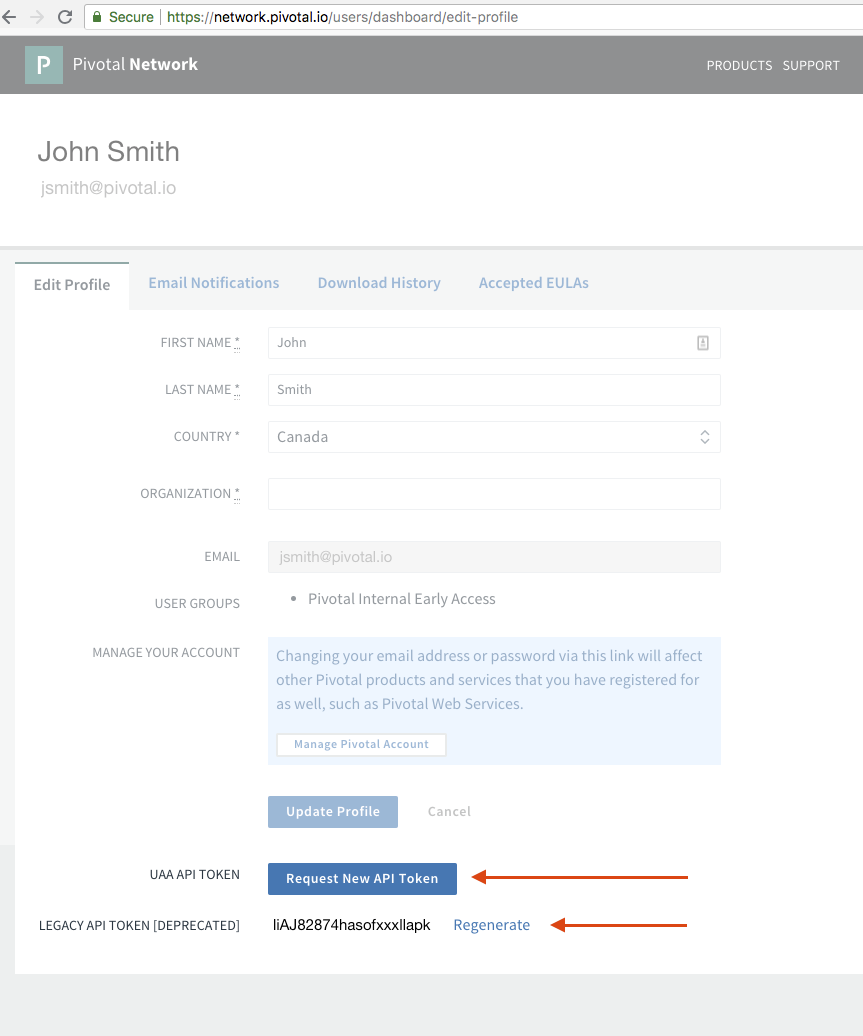 Secure https://network.pivotal.io/users/dashboard/edit-profile
P Pivotal Network PRODUCTS SUPPORT
John Smith
jsmith@pivotal.io
Edit Profile Email Notifications Download History Accepted EULAs
FIRST NAME * John
LAST NAME * Smith
COUNTRY * Canada
ORGANIZATION *
EMAIL jsmith@pivotal.io
USER GROUPS • Pivotal Internal Early Access
MANAGE YOUR ACCOUNT Changing your email address or password via this link will affect
other Pivotal products and services that you have registered for
as well, such as Pivotal Web Services.
Manage Pivotal Account
Update Profile Cancel
UAA API TOKEN Request New API Token
LEGACY API TOKEN [DEPRECATED] liAJ82874hasofxxxllapk Regenerate